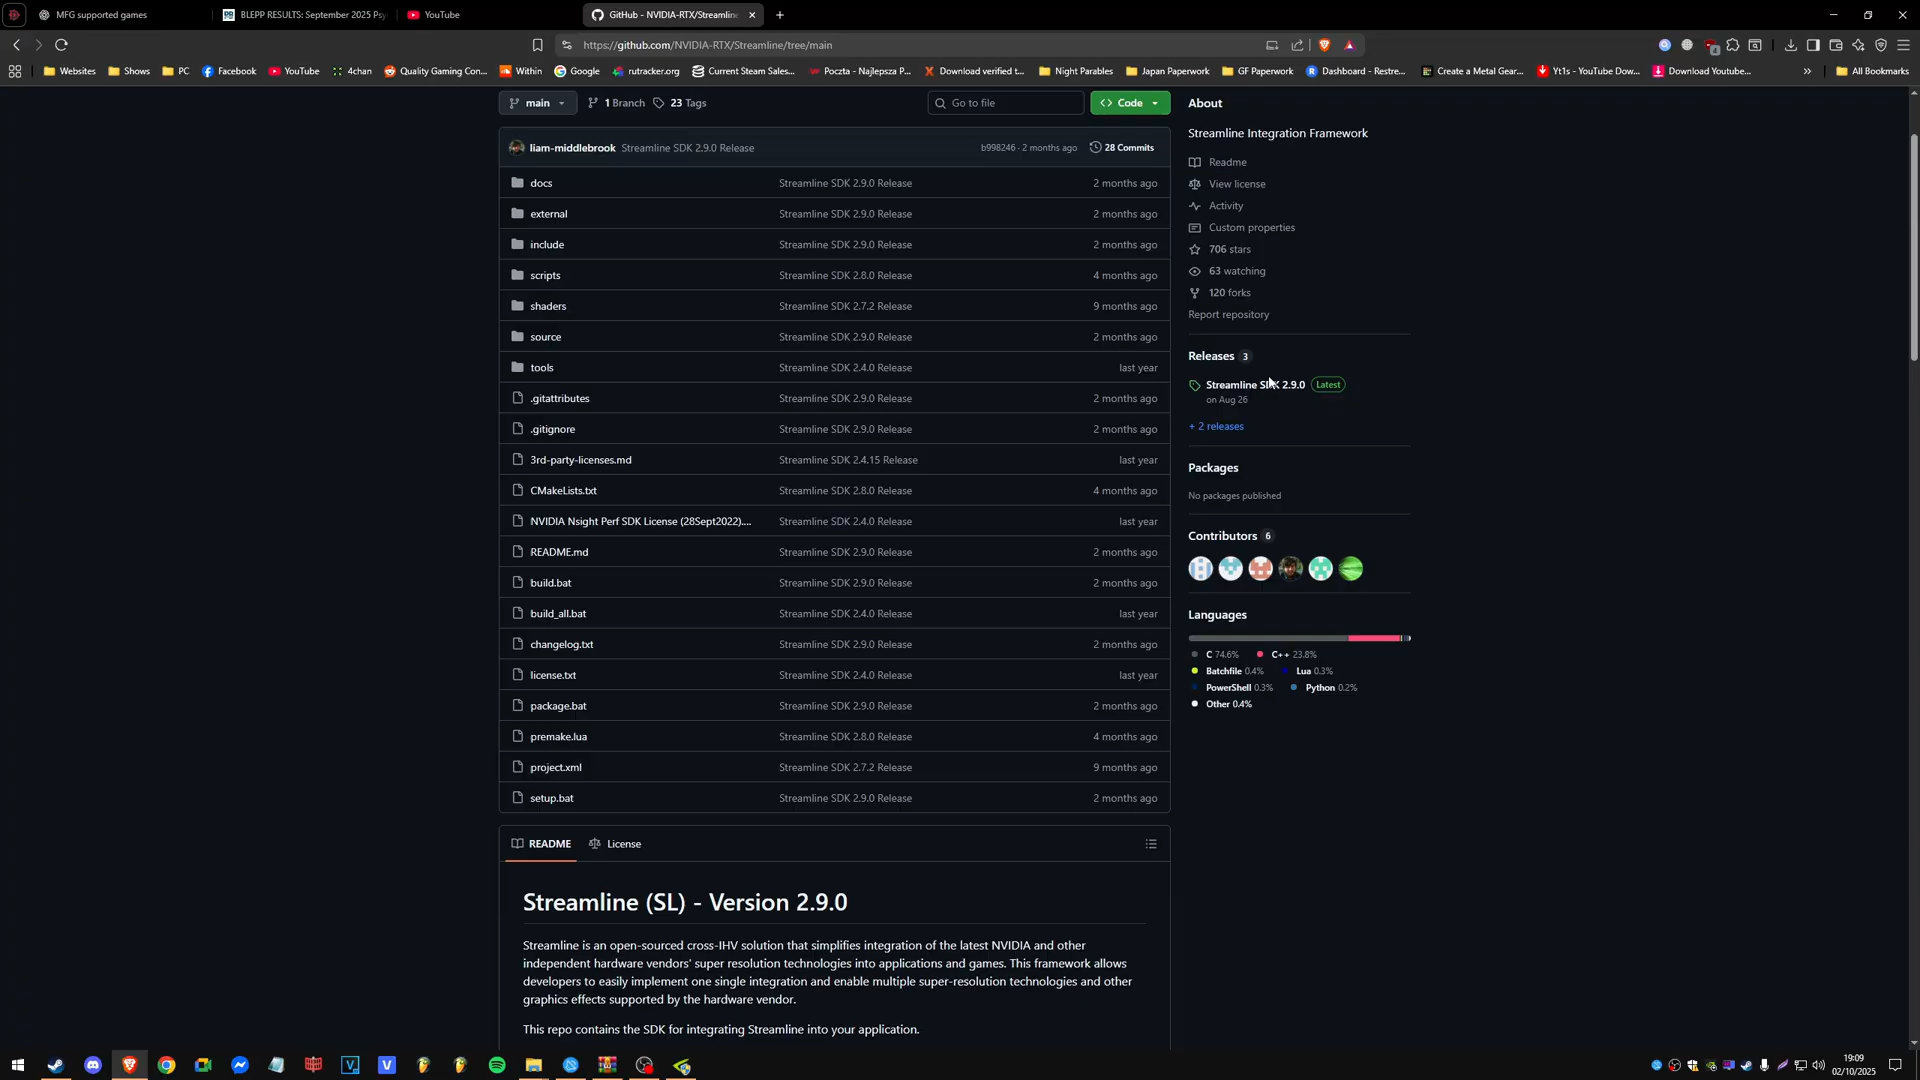 MFG supported games
BLEPP RESULTS: September 2025 Psy
YouTube
GitHub - NVIDIA-RTX/Streamline
https://github.com/NVIDIA-RTX/Streamline/tree/main
Websites
Shows
PC
Facebook
YouTube
4chan
Quality Gaming Con...
Within
Google
rutracker.org
Current Steam Sales...
Poczta - Najlepsza P...
Download verified t...
Night Parables
Japan Paperwork
GF Paperwork
Dashboard - Restre...
Create a Metal Gear...
Yt1s - YouTube Dow...
Download Youtube...
»
All Bookmarks
main
1 Branch
23 Tags
Go to file
Code
liam-middlebrook Streamline SDK 2.9.0 Release b998246 · 2 months ago 28 Commits
docs Streamline SDK 2.9.0 Release 2 months ago
external Streamline SDK 2.9.0 Release 2 months ago
include Streamline SDK 2.9.0 Release 2 months ago
scripts Streamline SDK 2.8.0 Release 4 months ago
shaders Streamline SDK 2.7.2 Release 9 months ago
source Streamline SDK 2.9.0 Release 2 months ago
tools Streamline SDK 2.4.0 Release last year
.gitattributes Streamline SDK 2.9.0 Release 2 months ago
.gitignore Streamline SDK 2.9.0 Release 2 months ago
3rd-party-licenses.md Streamline SDK 2.4.15 Release last year
CMakeLists.txt Streamline SDK 2.8.0 Release 4 months ago
NVIDIA Nsight Perf SDK License (28Sept2022).... Streamline SDK 2.4.0 Release last year
README.md Streamline SDK 2.9.0 Release 2 months ago
build.bat Streamline SDK 2.9.0 Release 2 months ago
build_all.bat Streamline SDK 2.4.0 Release last year
changelog.txt Streamline SDK 2.9.0 Release 2 months ago
license.txt Streamline SDK 2.4.0 Release last year
package.bat Streamline SDK 2.9.0 Release 2 months ago
premake.lua Streamline SDK 2.8.0 Release 4 months ago
project.xml Streamline SDK 2.7.2 Release 9 months ago
setup.bat Streamline SDK 2.9.0 Release 2 months ago
README
License
Streamline (SL) - Version 2.9.0
Streamline is an open-sourced cross-IHV solution that simplifies integration of the latest NVIDIA and other
independent hardware vendors' super resolution technologies into applications and games. This framework allows
developers to easily implement one single integration and enable multiple super-resolution technologies and other
graphics effects supported by the hardware vendor.
This repo contains the SDK for integrating Streamline into your application.
About
Streamline Integration Framework
Readme
View license
Activity
Custom properties
706 stars
63 watching
120 forks
Report repository
Releases 3
Streamline SDK 2.9.0 Latest
on Aug 26
+ 2 releases
Packages
No packages published
Contributors 6
Languages
C 74.6% C++ 23.8%
Batchfile 0.4% Lua 0.3%
PowerShell 0.3% Python 0.2%
Other 0.4%
19:09
02/10/2025